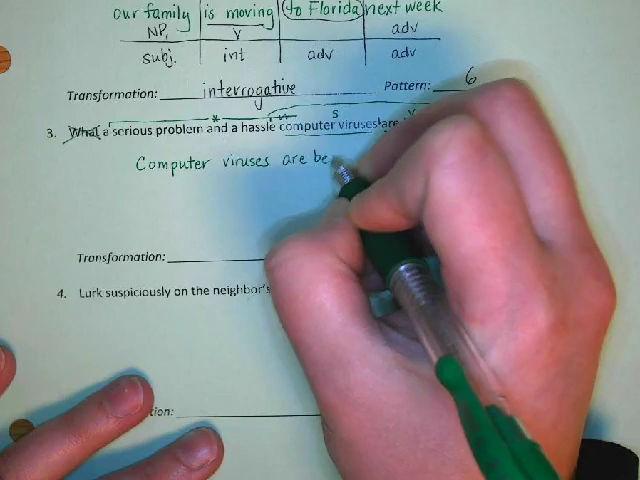 our family is moving to Florida next week
NP, V adv
subj. int adv adv
Transformation: interrogative Pattern: 6
S V
3. What a serious problem and a hassle computer viruses are
Computer viruses are be
Transformation:
4. Lurk suspiciously on the neighbor's
tion: